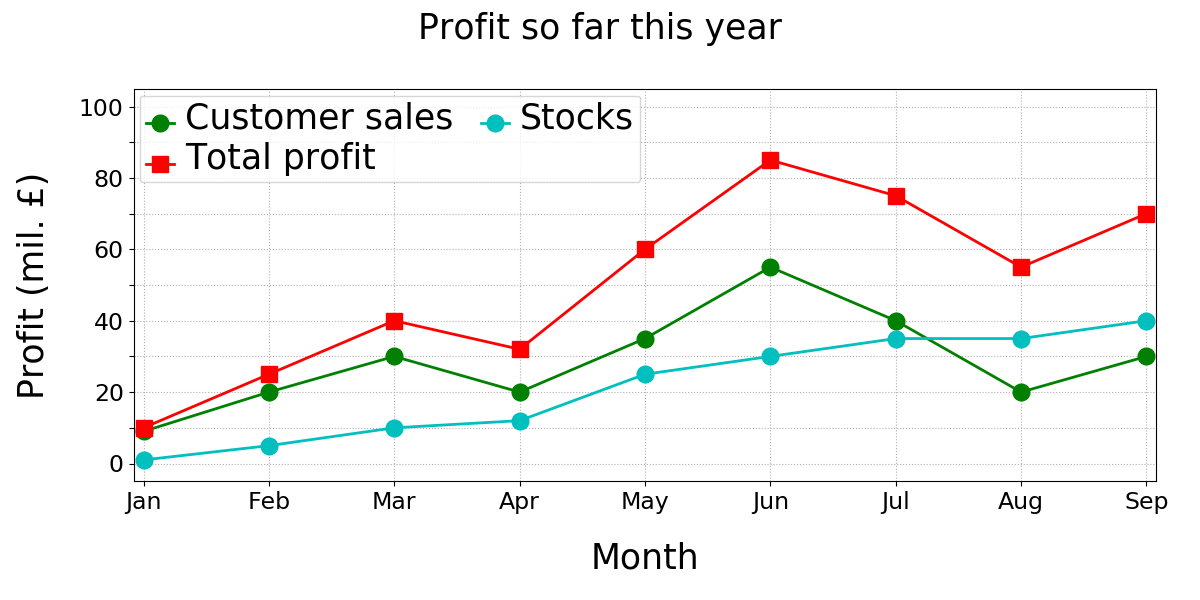 Profit so far this year
Customer sales
Stocks
Total profit
Profit (mil. £)
100
80
60
40
20
0
Jan Feb Mar Apr May Jun Jul Aug Sep
Month